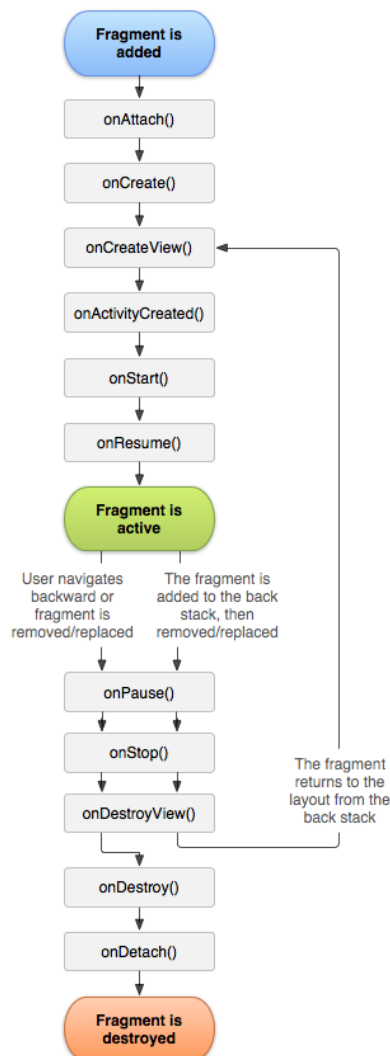 Fragment is
added
onAttach()
onCreate()
onCreateView()
onActivityCreated()
onStart()
onResume()
Fragment is
active
User navigates
backward or
fragment is
removed/replaced
The fragment is
added to the back
stack, then
removed/replaced
onPause()
onStop()
The fragment
returns to the
layout from the
back stack
onDestroyView()
onDestroy()
onDetach()
Fragment is
destroyed